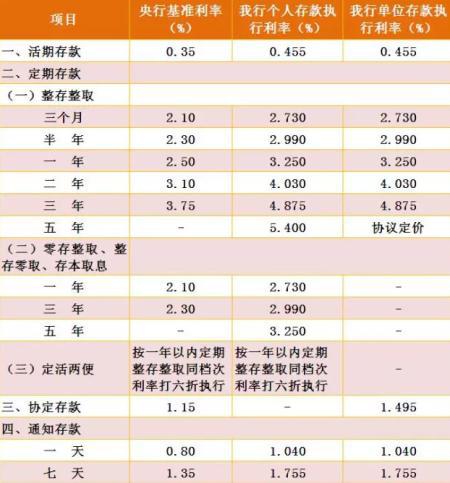 项目 央行基准利率（%） 我行个人存款执行利率（%） 我行单位存款执行利率（%）
一、活期存款 0.35 0.455 0.455
二、定期存款
（一）整存整取
三个月 2.10 2.730 2.730
半 年 2.30 2.990 2.990
一 年 2.50 3.250 3.250
二 年 3.10 4.030 4.030
三 年 3.75 4.875 4.875
五 年 - 5.400 协议定价
（二）零存整取、整存零取、存本取息
一 年 2.10 2.730 -
三 年 2.30 2.990 -
五 年 - 3.250 -
（三）定活两便 按一年以内定期整存整取同档次利率打六折执行 按一年以内定期整存整取同档次利率打六折执行 -
三、协定存款 1.15 - 1.495
四、通知存款
一 天 0.80 1.040 1.040
七 天 1.35 1.755 1.755